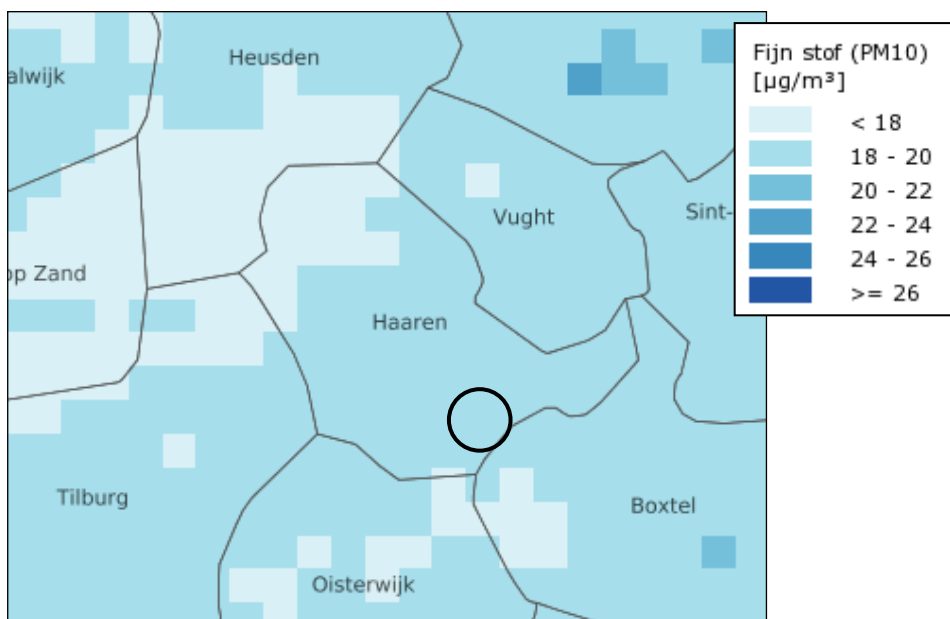 Heusden
alwijk
Vught
Sint-
op Zand
Haaren
Tilburg
Boxtel
Oisterwijk
Fijn stof (PM10)
[µg/m³]
< 18
18 - 20
20 - 22
22 - 24
24 - 26
>= 26